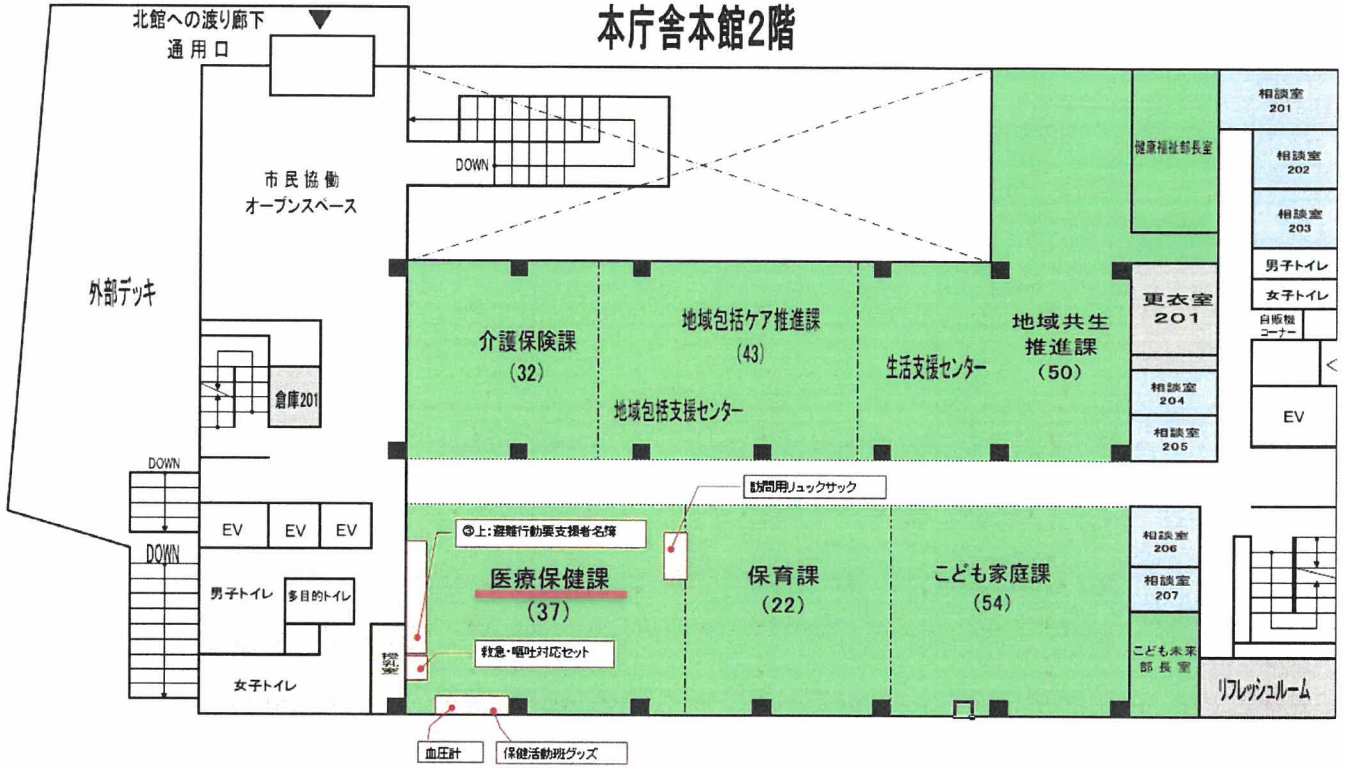 本庁舎本館2階
北館への渡り廊下
通用口
DOWN
市民協働
オープンスペース
外部デッキ
健康福祉部長室
相談室
201
相談室
202
相談室
203
男子トイレ
女子トイレ
自販機
コーナー
更衣室
201
相談室
204
相談室
205
EV
介護保険課
(32)
地域包括ケア推進課
(43)
地域包括支援センター
生活支援センター
地域共生
推進課
(50)
倉庫201
DOWN
EV
EV
EV
DOWN
男子トイレ
多目的トイレ
女子トイレ
授乳室
訪問用リュックサック
③上:避難行動要支援者名簿
医療保健課
(37)
救急・嘔吐対応セット
血圧計
保健活動班グッズ
保育課
(22)
こども家庭課
(54)
相談室
206
相談室
207
こども未来
部長室
リフレッシュルーム